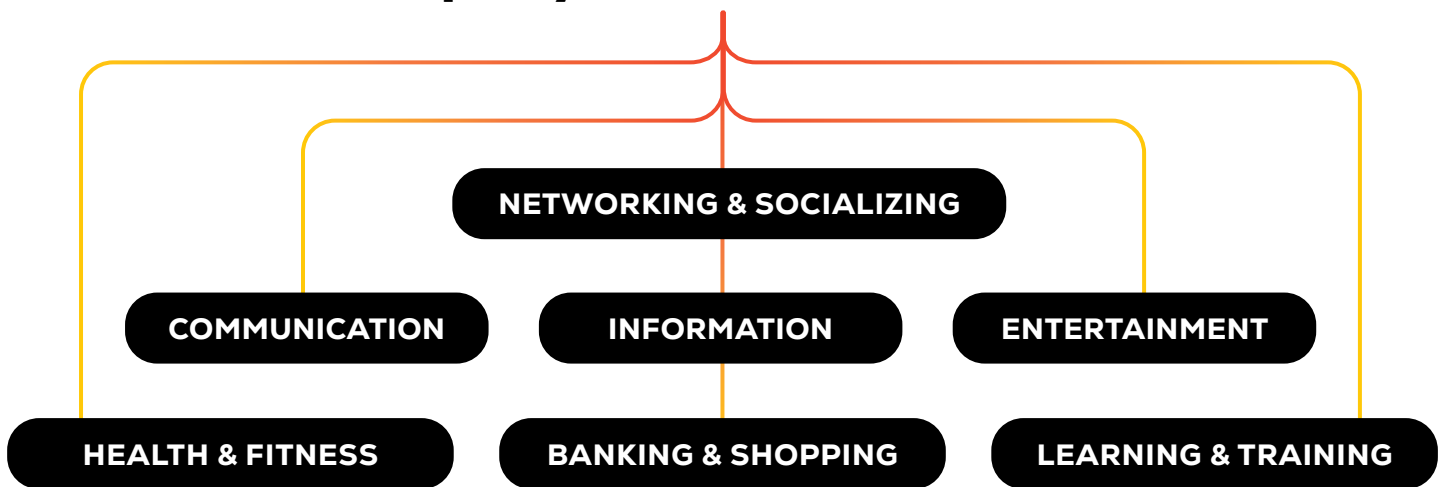 NETWORKING & SOCIALIZING
COMMUNICATION
INFORMATION
ENTERTAINMENT
HEALTH & FITNESS
BANKING & SHOPPING
LEARNING & TRAINING